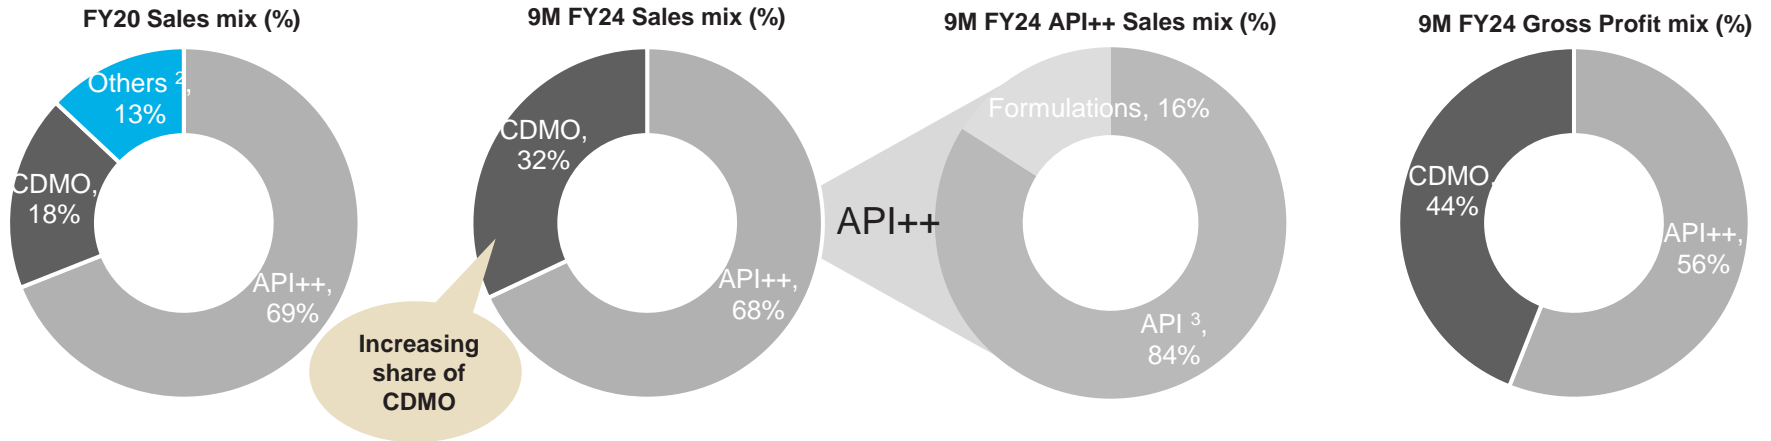 FY20 Sales mix (%)
Others ²,
13%
CDMO,
18%
API++,
69%
9M FY24 Sales mix (%)
CDMO,
32%
API++,
68%
Increasing
share of
CDMO
API++
9M FY24 API++ Sales mix (%)
Formulations, 16%
API ³,
84%
9M FY24 Gross Profit mix (%)
CDMO,
44%
API++,
56%